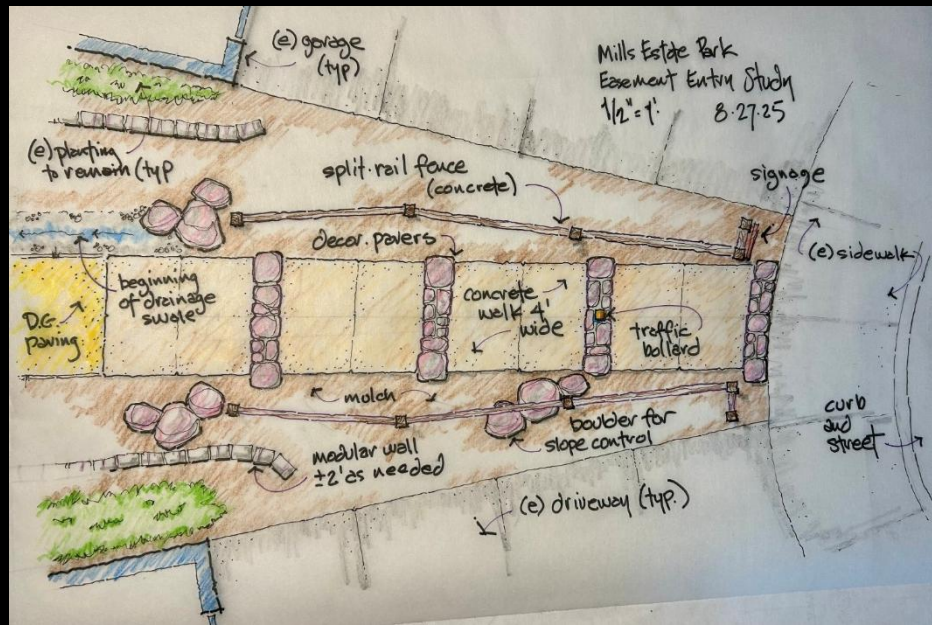 (e) garage
(typ)
Mills Estate Park
Easement Entry Study
1/2" = 1'. 8·27·25
(e) planting
to remain (typ
split·rail fence
(concrete)
signage
decor. pavers
(e) sidewalk
beginning
of drainage
swale
D.G.
paving
concrete
walk 4'
wide
traffic
bollard
mulch
boulder for
slope control
curb
and
street
modular wall
±2' as needed
(e) driveway (typ.)